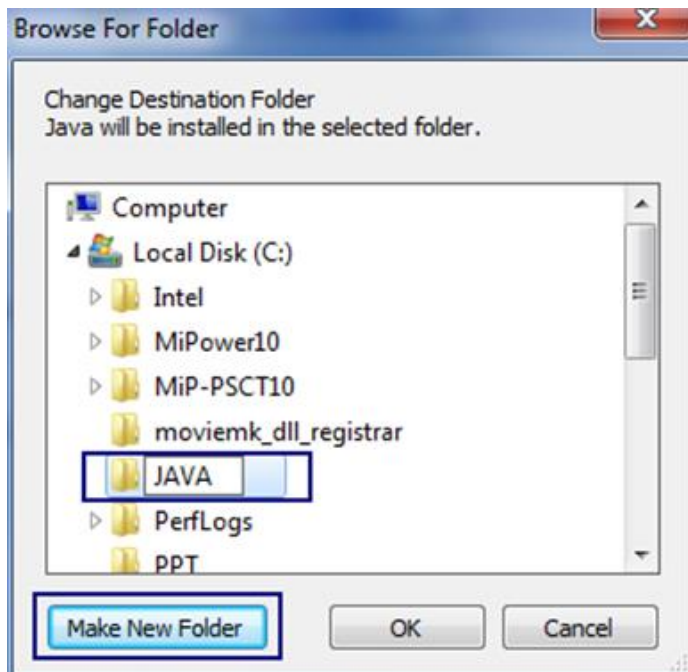 Browse For Folder
Change Destination Folder
Java will be installed in the selected folder.
Computer
Local Disk (C:)
Intel
MiPower10
MiP-PSCT10
moviemk_dll_registrar
JAVA
PerfLogs
PPT
Make New Folder OK Cancel